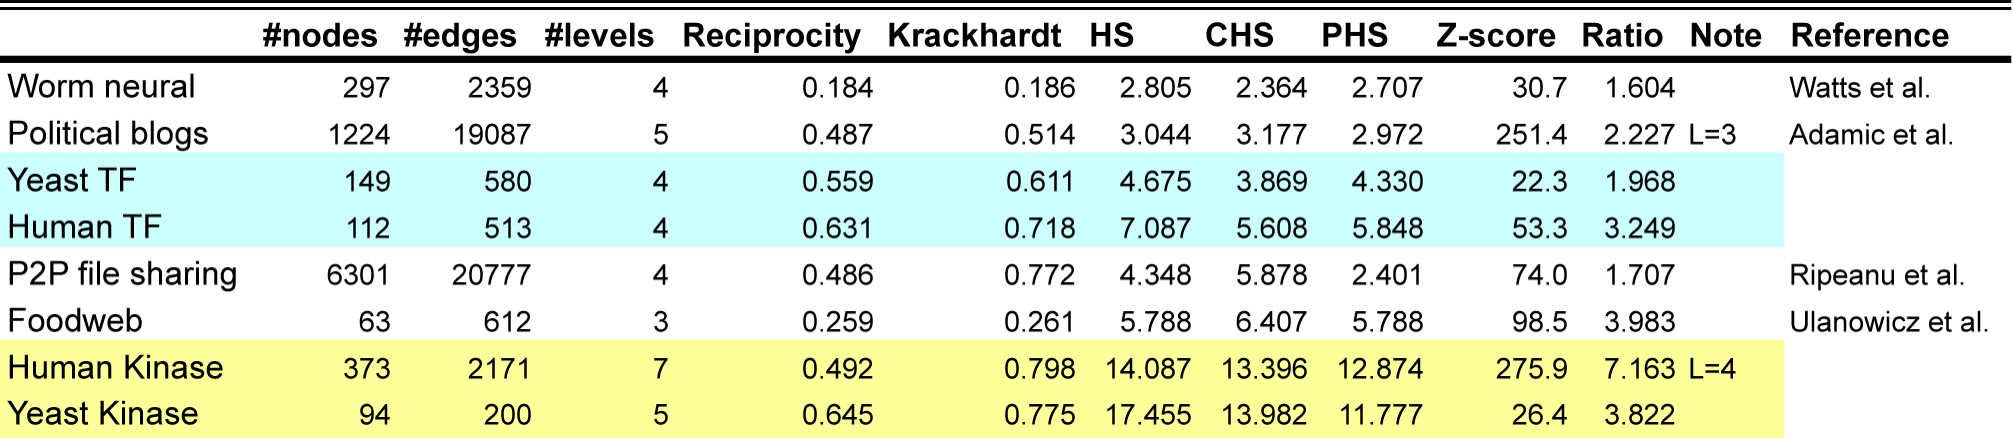 #nodes #edges #levels Reciprocity Krackhardt HS CHS PHS Z-score Ratio Note Reference
Worm neural 297 2359 4 0.184 0.186 2.805 2.364 2.707 30.7 1.604 Watts et al.
Political blogs 1224 19087 5 0.487 0.514 3.044 3.177 2.972 251.4 2.227 L=3 Adamic et al.
Yeast TF 149 580 4 0.559 0.611 4.675 3.869 4.330 22.3 1.968
Human TF 112 513 4 0.631 0.718 7.087 5.608 5.848 53.3 3.249
P2P file sharing 6301 20777 4 0.486 0.772 4.348 5.878 2.401 74.0 1.707 Ripeanu et al.
Foodweb 63 612 3 0.259 0.261 5.788 6.407 5.788 98.5 3.983 Ulanowicz et al.
Human Kinase 373 2171 7 0.492 0.798 14.087 13.396 12.874 275.9 7.163 L=4
Yeast Kinase 94 200 5 0.645 0.775 17.455 13.982 11.777 26.4 3.822